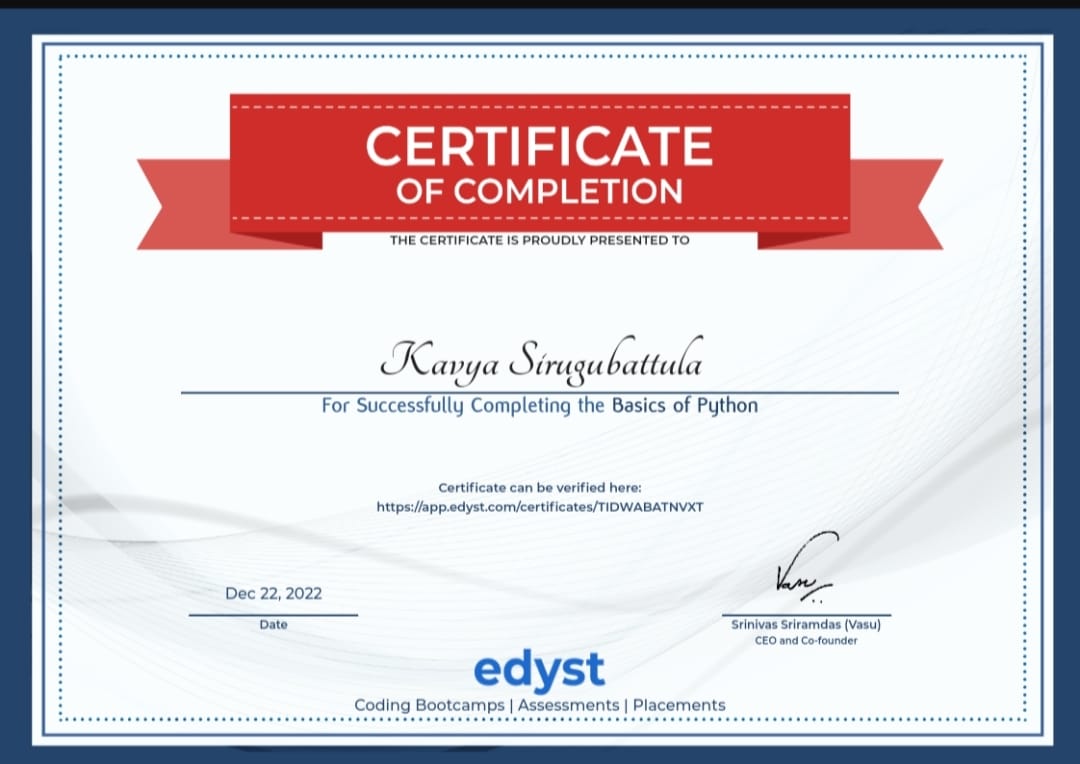 CERTIFICATE
OF COMPLETION
THE CERTIFICATE IS PROUDLY PRESENTED TO
Kavya Sirugubattula
For Successfully Completing the Basics of Python
Certificate can be verified here:
https://app.edyst.com/certificates/TIDWABATNVXT
Vasu
Dec 22, 2022
Date
Srinivas Sriramdas (Vasu)
CEO and Co-founder
edyst
Coding Bootcamps | Assessments | Placements